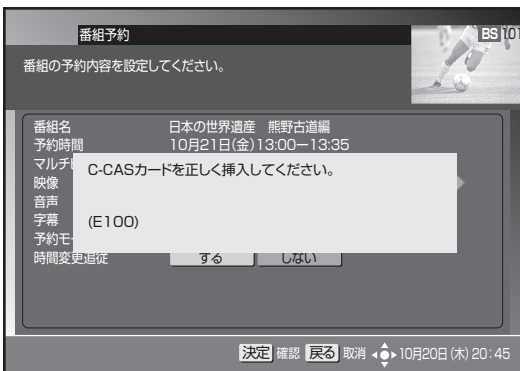 番組予約
BS 101
番組の予約内容を設定してください。
番組名 日本の世界遺産 熊野古道編
予約時間 10月21日(金)13:00ー13:35
マルチ
C-CASカードを正しく挿入してください。
映像
音声
字幕
(E100)
予約モー
時間変更追従 する しない
決定 確認 戻る 取消 10月20日(木)20:45